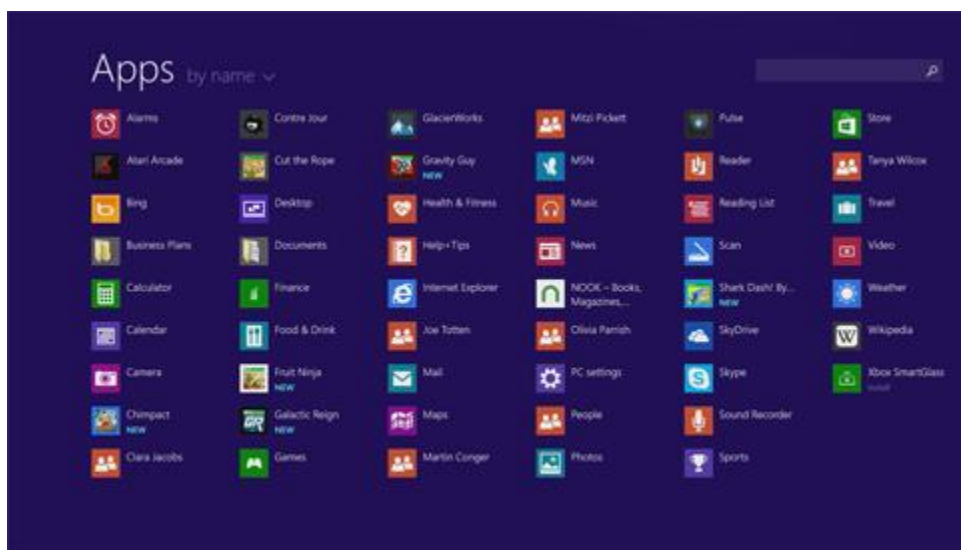 Apps by name
Alarms
Atari Arcade
Bing
Business Plans
Calculator
Calendar
Camera
Chimpact
NEW
Clara Jacobs
Contre Jour
Cut the Rope
Desktop
Documents
Finance
Food & Drink
Fruit Ninja
NEW
Galactic Reign
NEW
Games
GlacierWorks
Gravity Guy
NEW
Health & Fitness
Help+Tips
Internet Explorer
Joe Totten
Mail
Maps
Martin Conger
Mitzi Pickett
MSN
Music
News
NOOK – Books,
Magazines,...
Olivia Parrish
PC settings
People
Photos
Pulse
Reader
Reading List
Scan
Shark Dash! By...
NEW
SkyDrive
Skype
Sound Recorder
Sports
Store
Tanya Wilcox
Travel
Video
Weather
Wikipedia
Xbox SmartGlass
Install